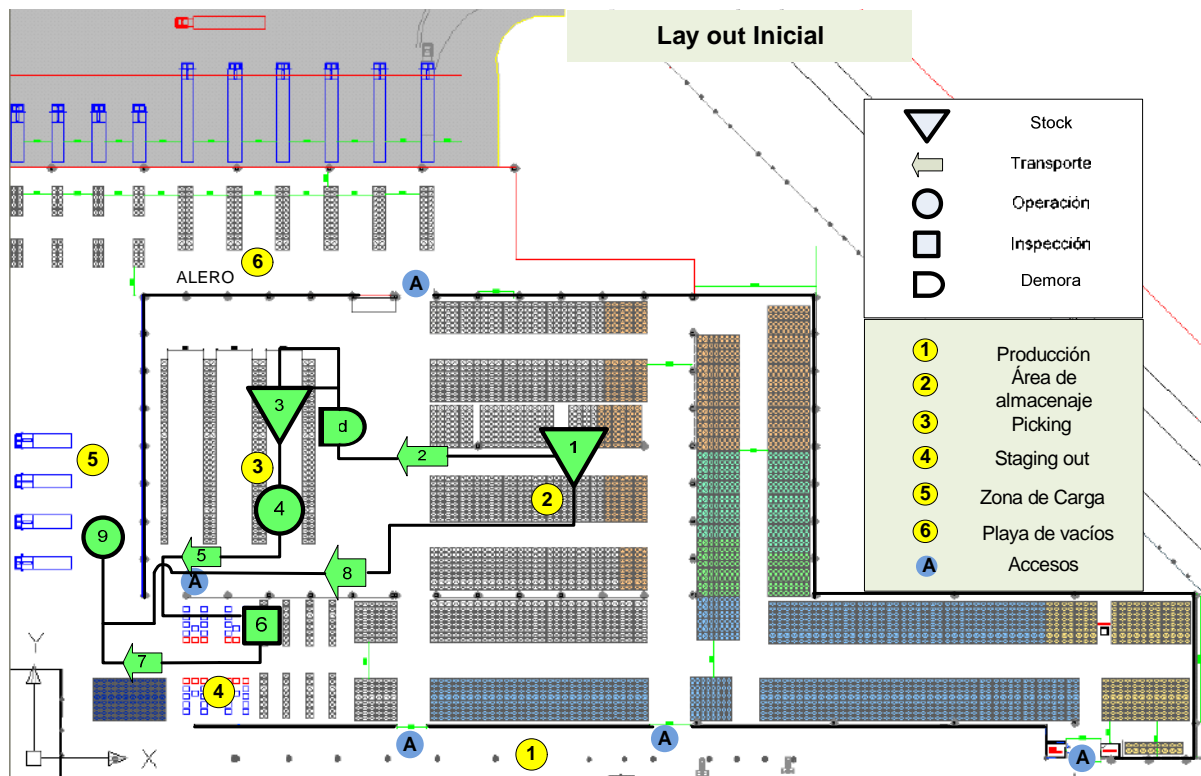 Lay out Inicial
Stock
Transporte
Operación
Inspección
Demora
1
Producción
2
Área de
almacenaje
3
Picking
4
Staging out
5
Zona de Carga
6
Playa de vacíos
A
Accesos
6
ALERO
A
3
d
2
1
5
3
2
4
9
5
8
A
6
7
4
Y
X
A
1
A
A